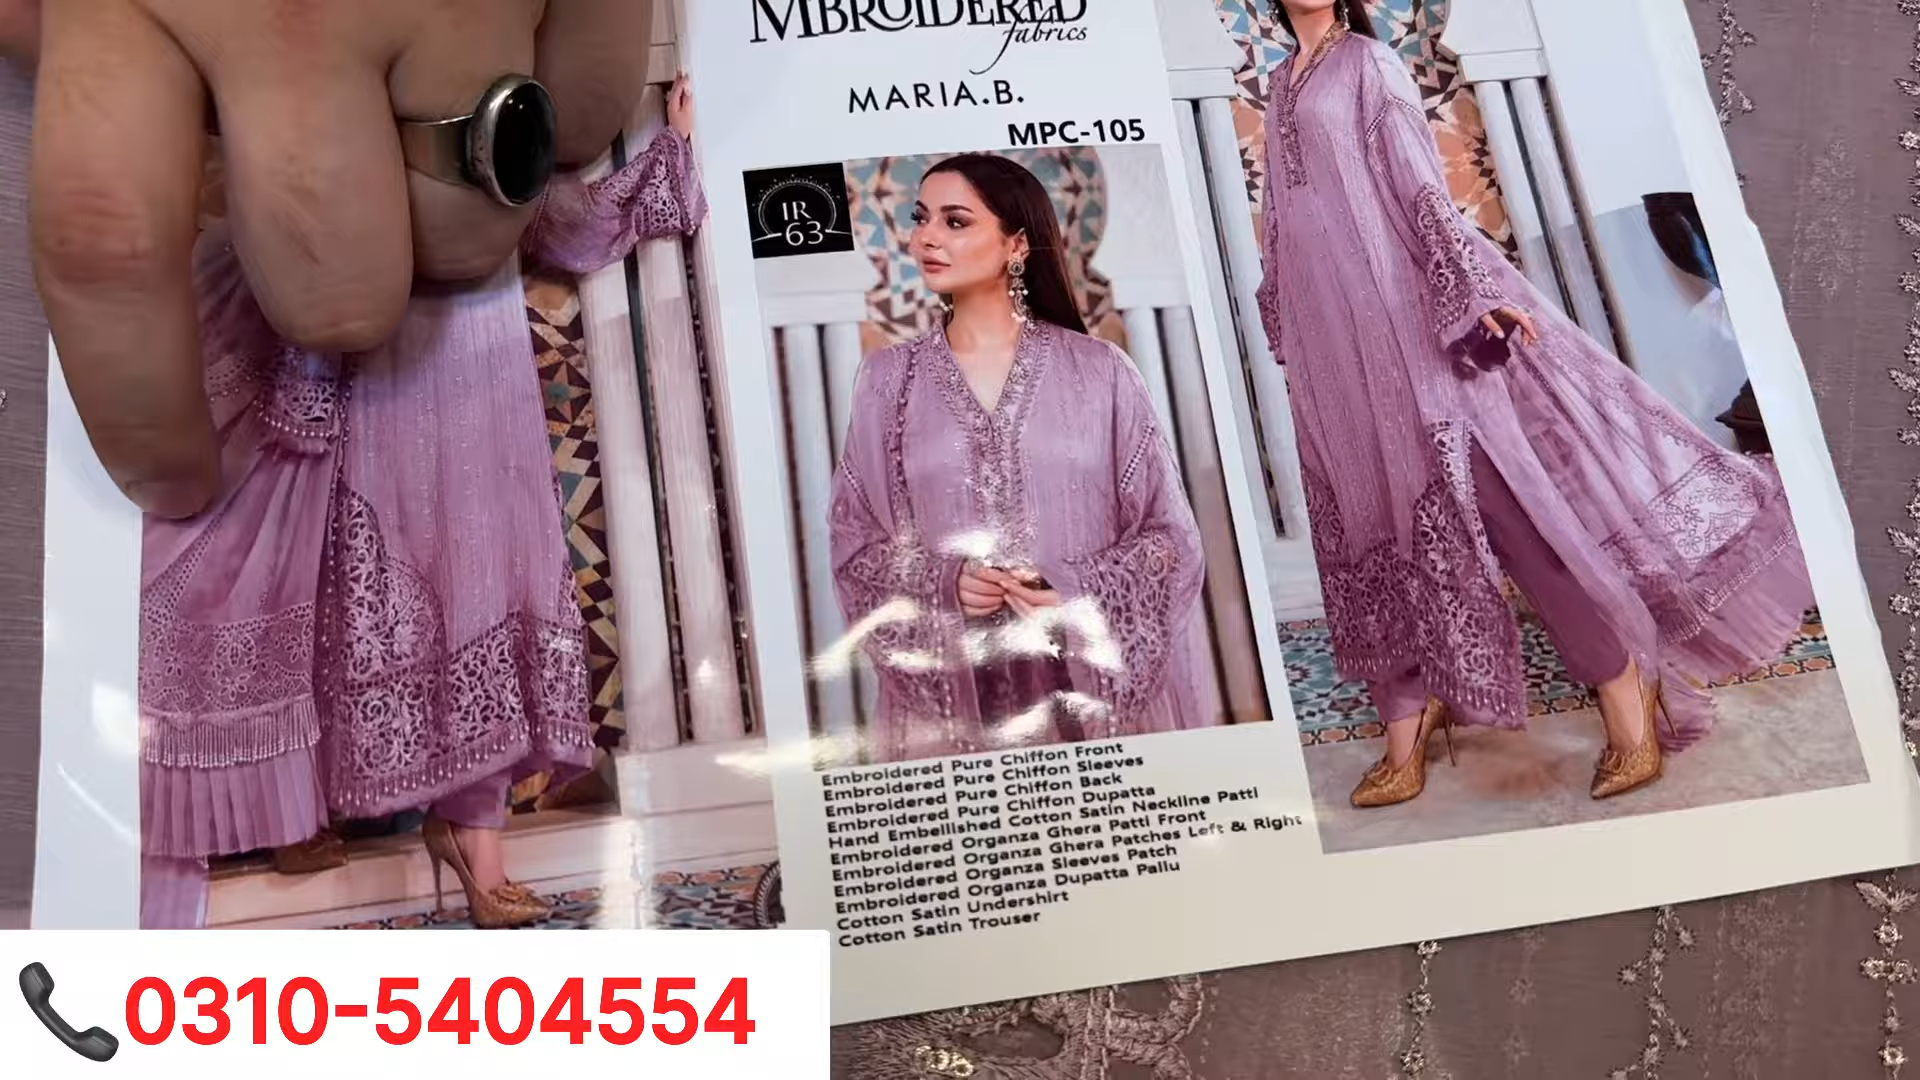 MBROIDERED
fabrics
MARIA.B.
MPC-105
IR
63
Embroidered Pure Chiffon Front
Embroidered Pure Chiffon Sleeves
Embroidered Pure Chiffon Back
Embroidered Pure Chiffon Dupatta
Hand Embellished Cotton Satin Neckline Patti
Embroidered Organza Ghera Patti Front
Embroidered Organza Ghera Patches Left & Right
Embroidered Organza Sleeves Patch
Embroidered Organza Dupatta Pallu
Cotton Satin Undershirt
Cotton Satin Trouser
0310-5404554